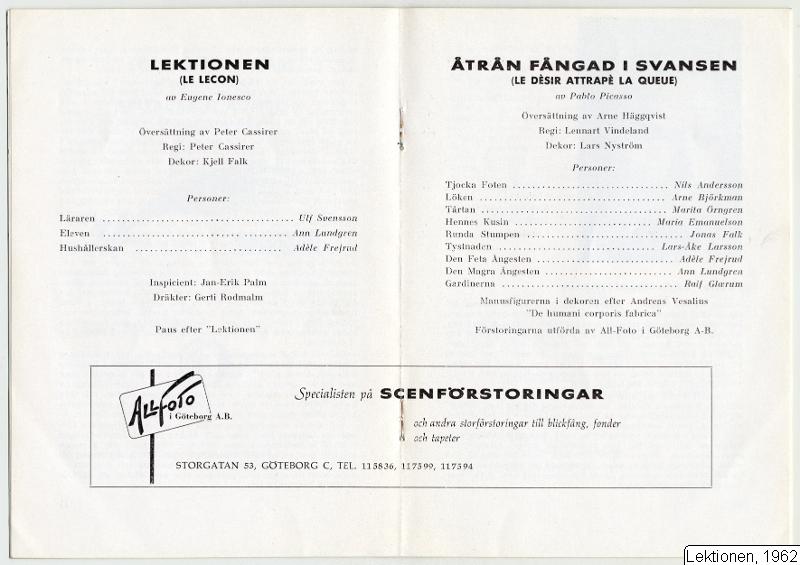 LEKTIONEN
(LE LECON)
av Eugene Ionesco
Översättning av Peter Cassirer
Regi: Peter Cassirer
Dekor: Kjell Falk
Personer:
Läraren ........................................ Ulf Svensson
Eleven ........................................ Ann Lundgren
Hushållerskan ........................................ Adèle Frejrud
Inspicient: Jan-Erik Palm
Dräkter: Gerti Rodmalm
Paus efter "Lektionen"
ÅTRÅN FÅNGAD I SVANSEN
(LE DÈSIR ATTRAPÈ LA QUEUE)
av Pablo Picasso
Översättning av Arne Häggqvist
Regi: Lennart Vindeland
Dekor: Lars Nyström
Personer:
Tjocka Foten ................................ Nils Andersson
Löken ........................................ Arne Björkman
Tårtan ........................................ Marita Örngren
Hennes Kusin ............................ Maria Emanuelson
Runda Stumpen ................................ Jonas Falk
Tystnaden ................................ Lars-Åke Larsson
Den Feta Ångesten ............................ Adèle Frejrud
Den Magra Ångesten ........................ Ann Lundgren
Gardinerna ................................ Ralf Glærum
Manusfigurerna i dekoren efter Andreas Vesalius
"De humani corporis fabrica"
Förstoringarna utförda av All-Foto i Göteborg A-B.
ALL-FOTO
i Göteborg A.B.
Specialisten på SCENFÖRSTORINGAR
och andra storförstoringar till blickfång, fonder
och tapeter
STORGATAN 53, GÖTEBORG C, TEL. 115836, 117599, 117594
Lektionen, 1962